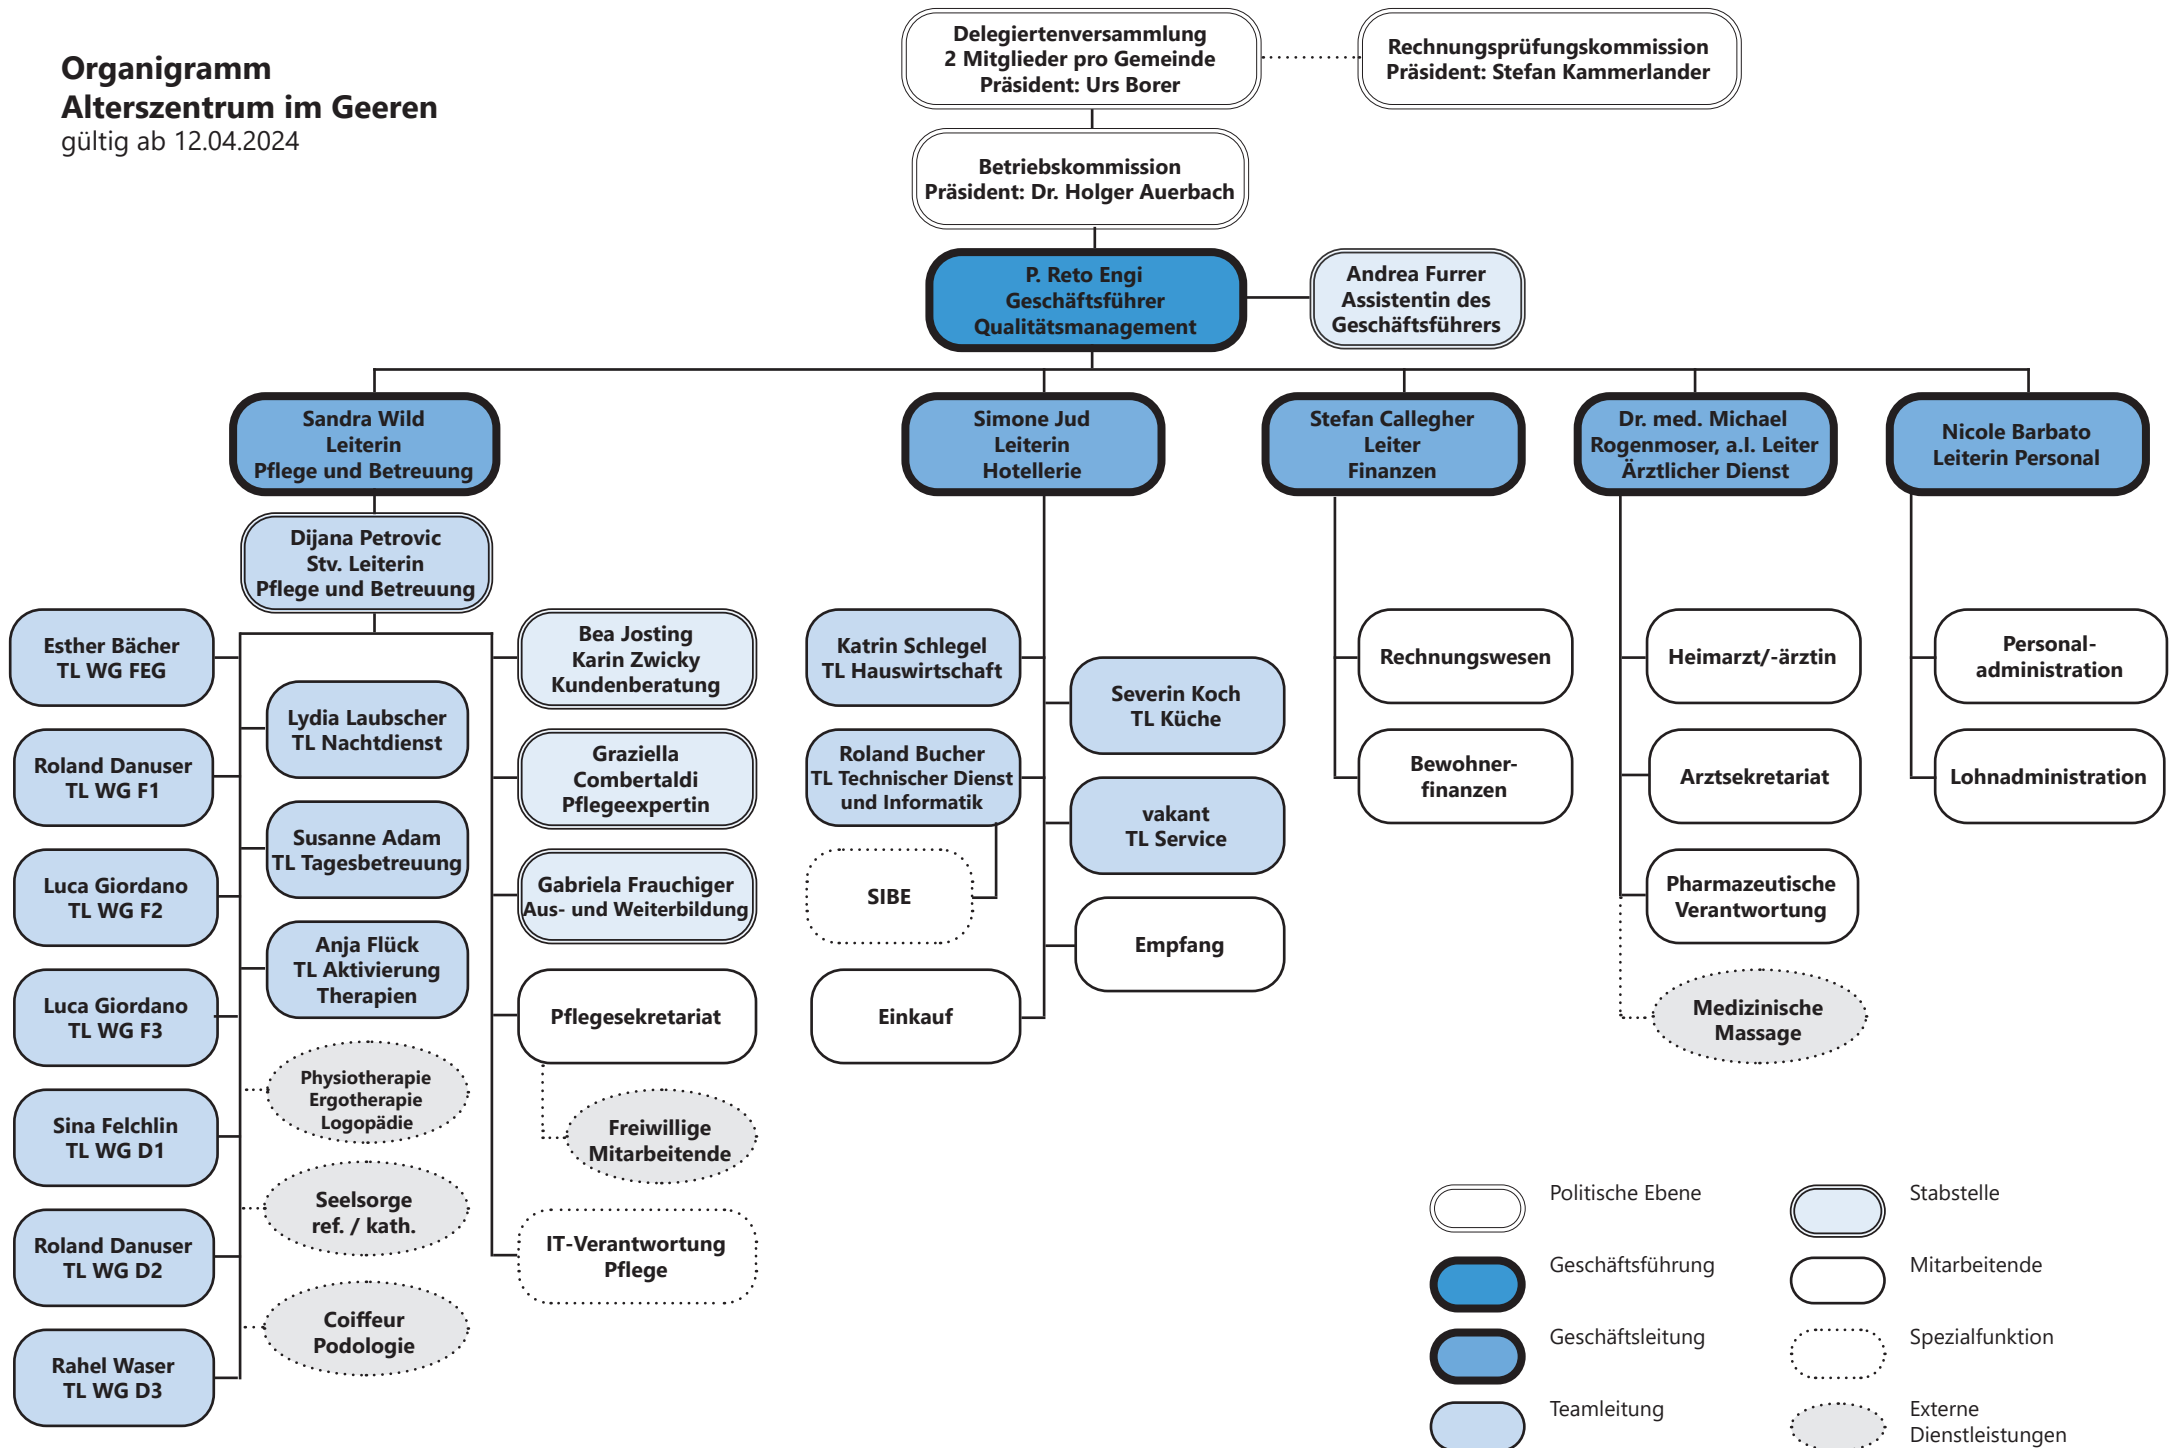 Organigramm
Alterszentrum im Geeren
gültig ab 12.04.2024
Delegiertenversammlung
2 Mitglieder pro Gemeinde
Präsident: Urs Borer
Rechnungsprüfungskommission
Präsident: Stefan Kammerlander
Betriebskommission
Präsident: Dr. Holger Auerbach
P. Reto Engi
Geschäftsführer
Qualitätsmanagement
Andrea Furrer
Assistentin des
Geschäftsführers
Sandra Wild
Leiterin
Pflege und Betreuung
Simone Jud
Leiterin
Hotellerie
Stefan Callegher
Leiter
Finanzen
Dr. med. Michael
Rogenmoser, a.I. Leiter
Ärztlicher Dienst
Nicole Barbato
Leiterin Personal
Dijana Petrovic
Stv. Leiterin
Pflege und Betreuung
Esther Bächer
TL WG FEG
Roland Danuser
TL WG F1
Luca Giordano
TL WG F2
Luca Giordano
TL WG F3
Sina Felchlin
TL WG D1
Roland Danuser
TL WG D2
Rahel Waser
TL WG D3
Lydia Laubscher
TL Nachtdienst
Susanne Adam
TL Tagesbetreuung
Anja Flück
TL Aktivierung
Therapien
Physiotherapie
Ergotherapie
Logopädie
Seelsorge
ref. / kath.
Coiffeur
Podologie
Bea Josting
Karin Zwicky
Kundenberatung
Graziella
Combertaldi
Pflegeexpertin
Gabriela Frauchiger
Aus- und Weiterbildung
Pflegesekretariat
Freiwillige
Mitarbeitende
IT-Verantwortung
Pflege
Katrin Schlegel
TL Hauswirtschaft
Roland Bucher
TL Technischer Dienst
und Informatik
SIBE
Einkauf
Severin Koch
TL Küche
vakant
TL Service
Empfang
Rechnungswesen
Bewohner-
finanzen
Heimarzt/-ärztin
Arztsekretariat
Pharmazeutische
Verantwortung
Medizinische
Massage
Personal-
administration
Lohnadministration
Politische Ebene
Geschäftsführung
Geschäftsleitung
Teamleitung
Stabstelle
Mitarbeitende
Spezialfunktion
Externe
Dienstleistungen